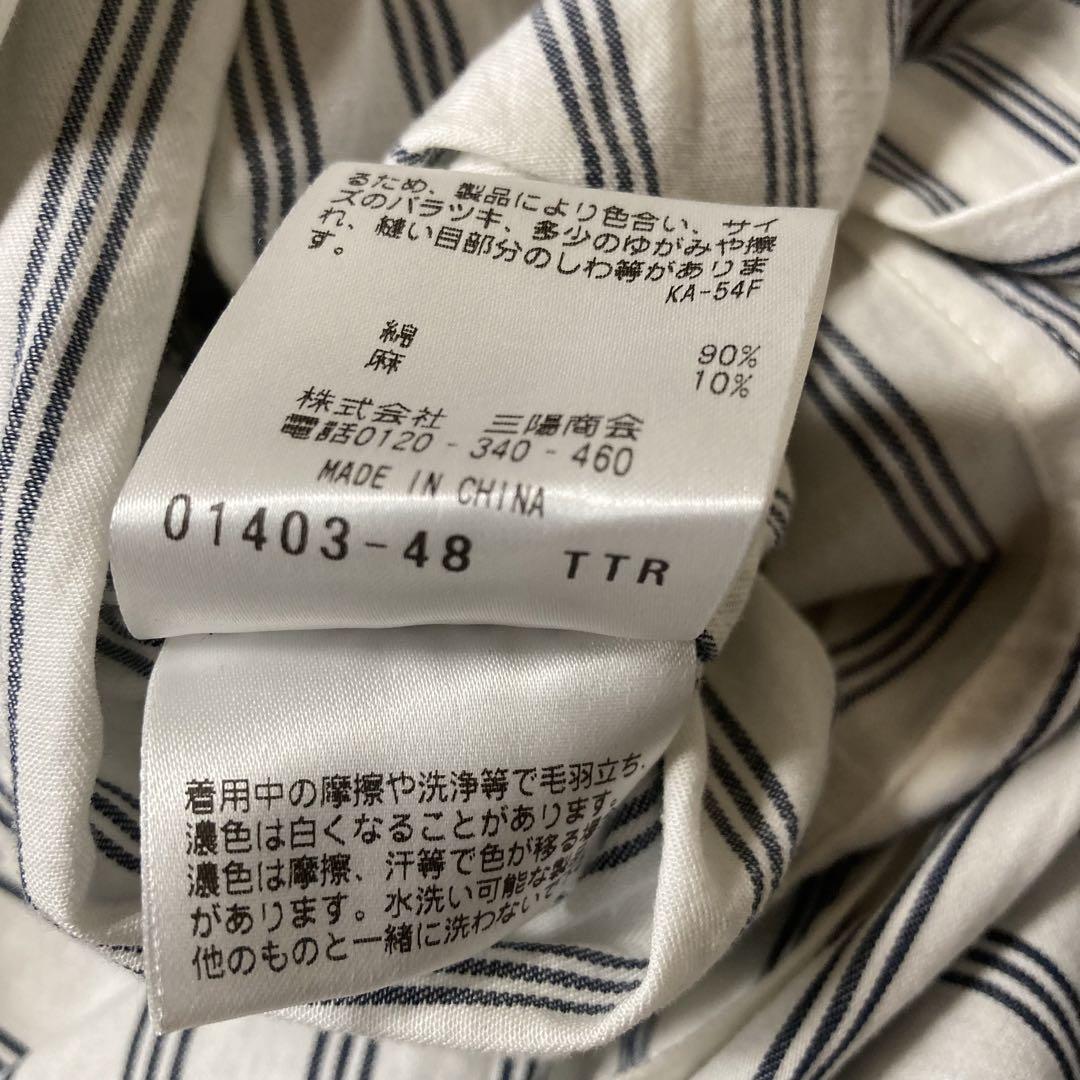 るため、製品により色合い、サイ
ズのバラツキ、多少のゆがみや擦
れ、縫い目部分のしわ等がありま
す。
KA-54F
綿 90%
麻 10%
株式会社 三陽商会
電話0120-340-460
MADE IN CHINA
01403-48 TTR
着用中の摩擦や洗浄等で毛羽立ち、
濃色は白くなることがあります。
濃色は摩擦、汗等で色が移る場
があります。水洗い可能な製
他のものと一緒に洗わないで